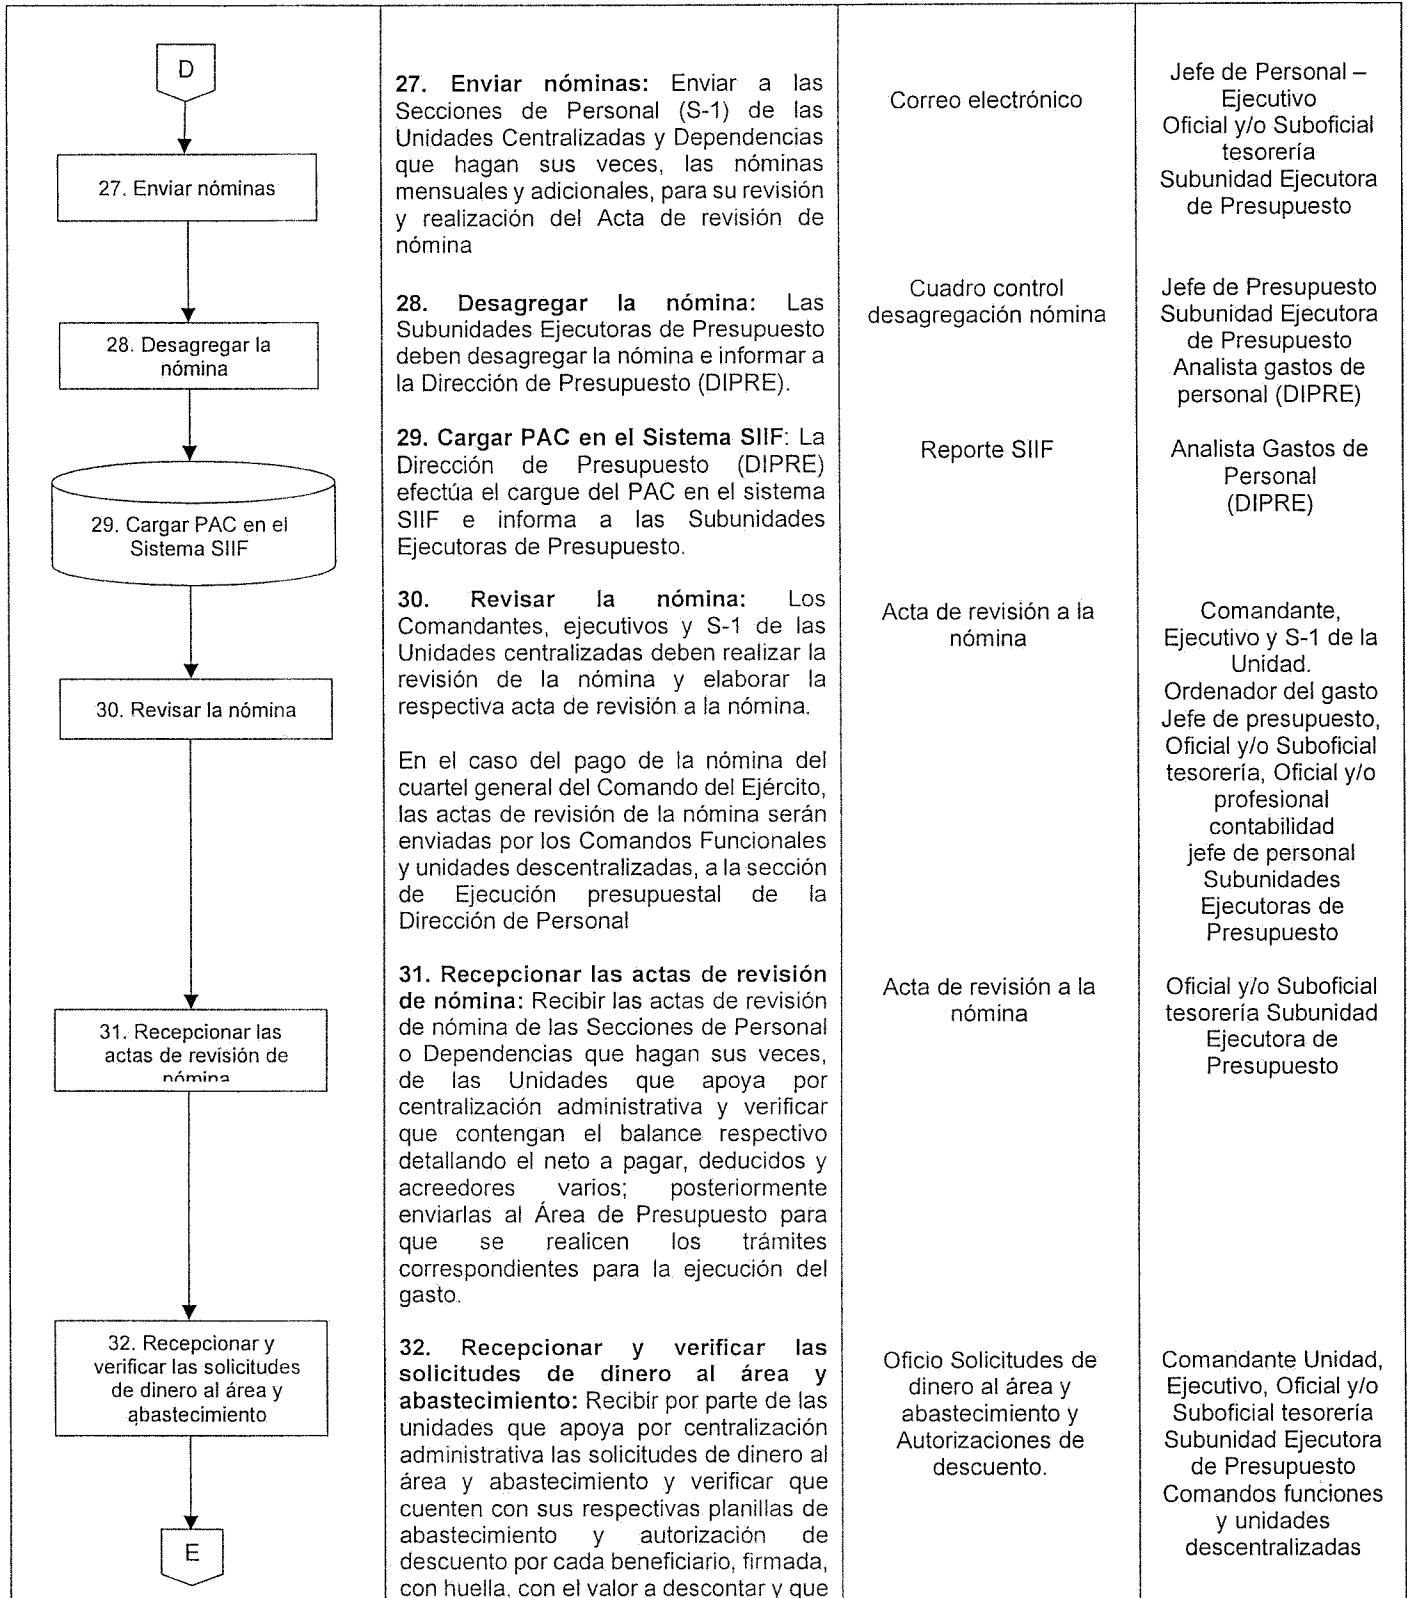 D
27. Enviar nóminas
28. Desagregar la
nómina
29. Cargar PAC en el
Sistema SIIF
30. Revisar la nómina
31. Recepcionar las
actas de revisión de
nómina
32. Recepcionar y
verificar las solicitudes
de dinero al área y
abastecimiento
E
27. Enviar nóminas: Enviar a las
Secciones de Personal (S-1) de las
Unidades Centralizadas y Dependencias
que hagan sus veces, las nóminas
mensuales y adicionales, para su revisión
y realización del Acta de revisión de
nómina
28. Desagregar la nómina: Las
Subunidades Ejecutoras de Presupuesto
deben desagregar la nómina e informar a
la Dirección de Presupuesto (DIPRE).
29. Cargar PAC en el Sistema SIIF: La
Dirección de Presupuesto (DIPRE)
efectúa el cargue del PAC en el sistema
SIIF e informa a las Subunidades
Ejecutoras de Presupuesto.
30. Revisar la nómina: Los
Comandantes, ejecutivos y S-1 de las
Unidades centralizadas deben realizar la
revisión de la nómina y elaborar la
respectiva acta de revisión a la nómina.
En el caso del pago de la nómina del
cuartel general del Comando del Ejército,
las actas de revisión de la nómina serán
enviadas por los Comandos Funcionales
y unidades descentralizadas, a la sección
de Ejecución presupuestal de la
Dirección de Personal
31. Recepcionar las actas de revisión
de nómina: Recibir las actas de revisión
de nómina de las Secciones de Personal
o Dependencias que hagan sus veces,
de las Unidades que apoya por
centralización administrativa y verificar
que contengan el balance respectivo
detallando el neto a pagar, deducidos y
acreedores varios; posteriormente
enviarlas al Área de Presupuesto para
que se realicen los trámites
correspondientes para la ejecución del
gasto.
32. Recepcionar y verificar las
solicitudes de dinero al área y
abastecimiento: Recibir por parte de las
unidades que apoya por centralización
administrativa las solicitudes de dinero al
área y abastecimiento y verificar que
cuenten con sus respectivas planillas de
abastecimiento y autorización de
descuento por cada beneficiario, firmada,
con huella, con el valor a descontar y que
Correo electrónico
Cuadro control
desagregación nómina
Reporte SIIF
Acta de revisión a la
nómina
Acta de revisión a la
nómina
Oficio Solicitudes de
dinero al área y
abastecimiento y
Autorizaciones de
descuento.
Jefe de Personal –
Ejecutivo
Oficial y/o Suboficial
tesorería
Subunidad Ejecutora
de Presupuesto
Jefe de Presupuesto
Subunidad Ejecutora
de Presupuesto
Analista gastos de
personal (DIPRE)
Analista Gastos de
Personal
(DIPRE)
Comandante,
Ejecutivo y S-1 de la
Unidad.
Ordenador del gasto
Jefe de presupuesto,
Oficial y/o Suboficial
tesorería, Oficial y/o
profesional
contabilidad
jefe de personal
Subunidades
Ejecutoras de
Presupuesto
Oficial y/o Suboficial
tesorería Subunidad
Ejecutora de
Presupuesto
Comandante Unidad,
Ejecutivo, Oficial y/o
Suboficial tesorería
Subunidad Ejecutora
de Presupuesto
Comandos funciones
y unidades
descentralizadas